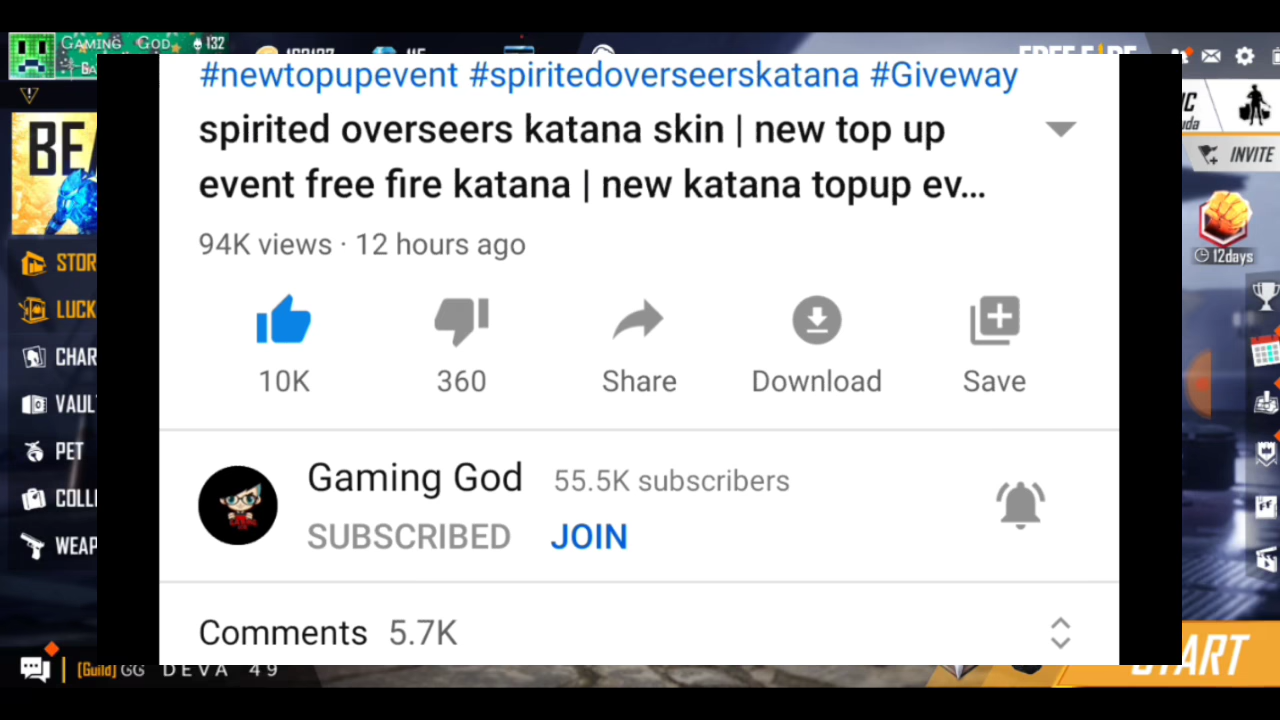 GAMING GOD 132
FREE FIRE
#newtopupevent #spiritedoverseerskatana #Giveway
spirited overseers katana skin | new top up
event free fire katana | new katana topup ev...
94K views · 12 hours ago
10K 360 Share Download Save
Gaming God 55.5K subscribers
SUBSCRIBED JOIN
Comments 5.7K
INVITE
12days
STOR
LUCK
CHAR
VAUL
PET
COLL
WEAP
[Guild] GG DEVA 49
START